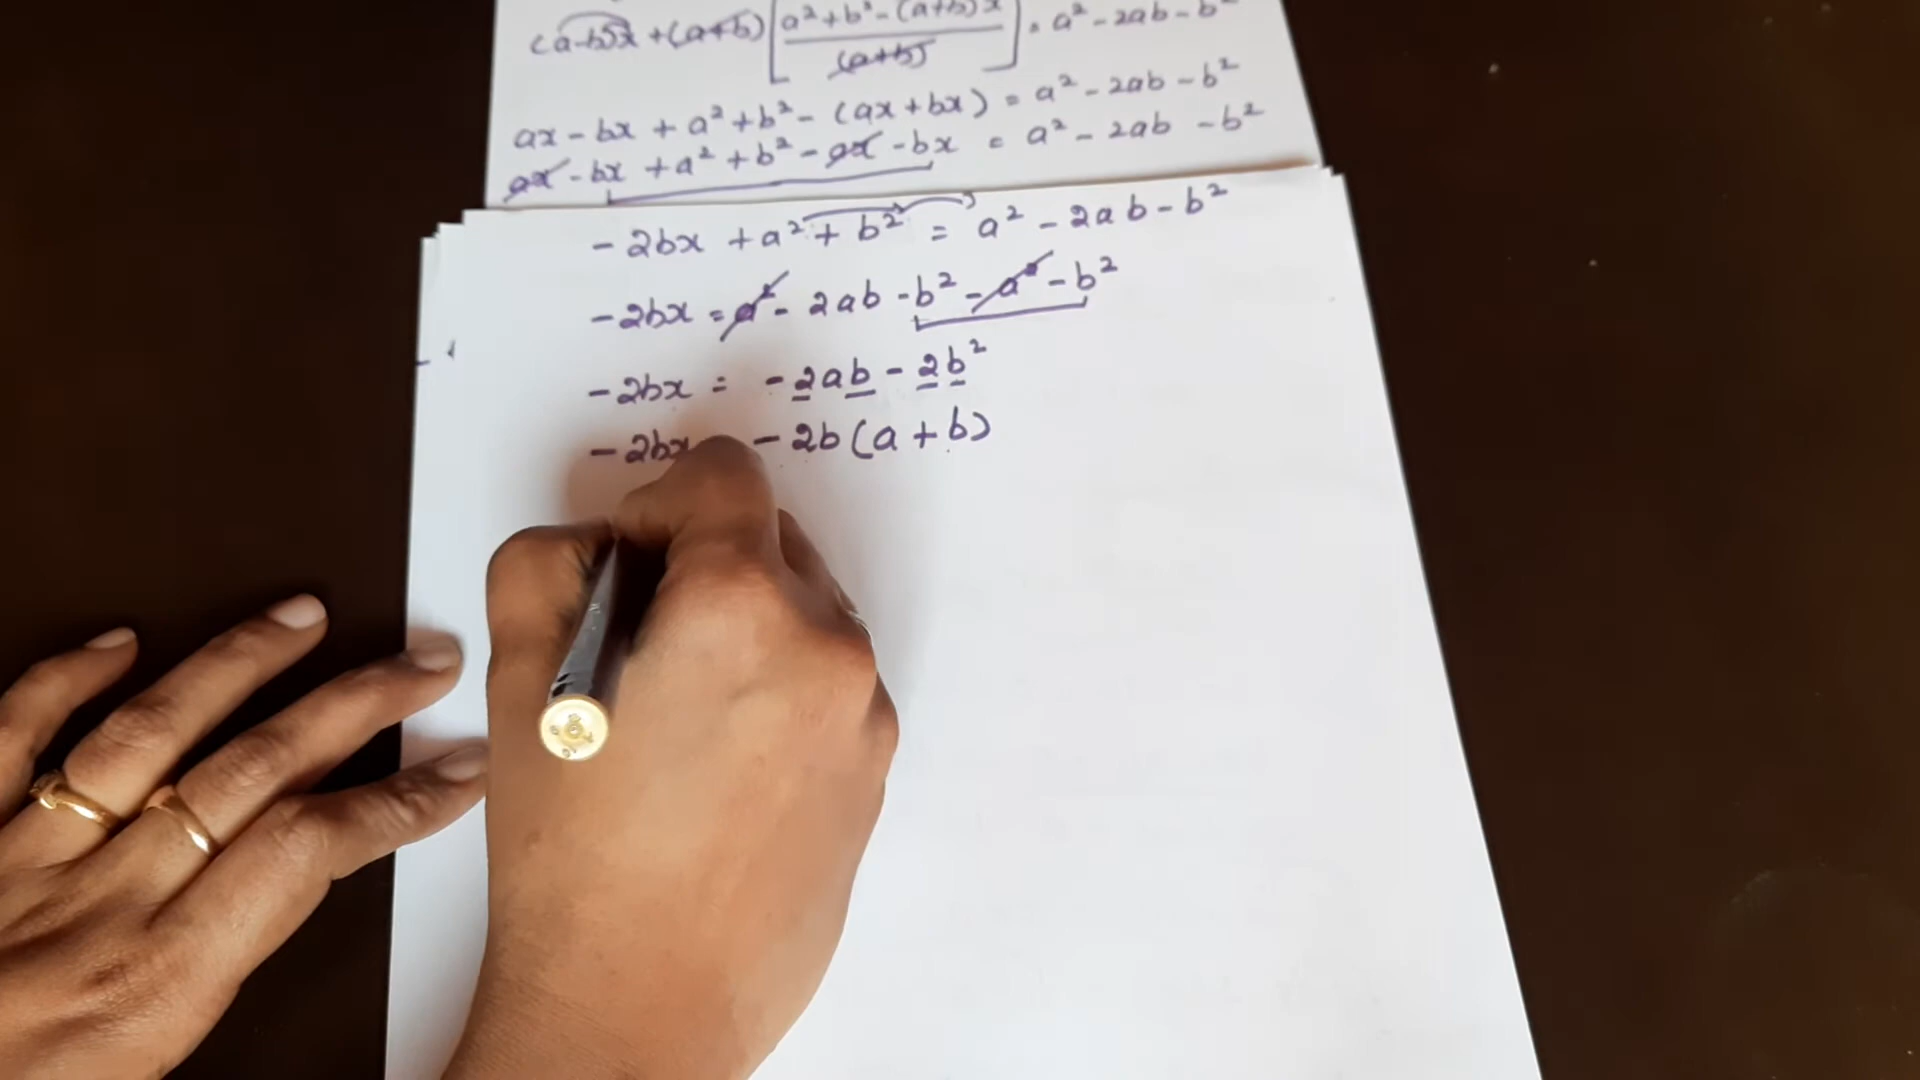 (a-b)x + (a+b) [a² + b² - (a+b)x / (a+b)] = a² - 2ab - b²
ax - bx + a² + b² - (ax + bx) = a² - 2ab - b²
ax - bx + a² + b² - ax - bx = a² - 2ab - b²
- 2bx + a² + b² = a² - 2ab - b²
- 2bx = a² - 2ab - b² - a² - b²
- 2bx = - 2ab - 2b²
- 2bx - 2b(a + b)